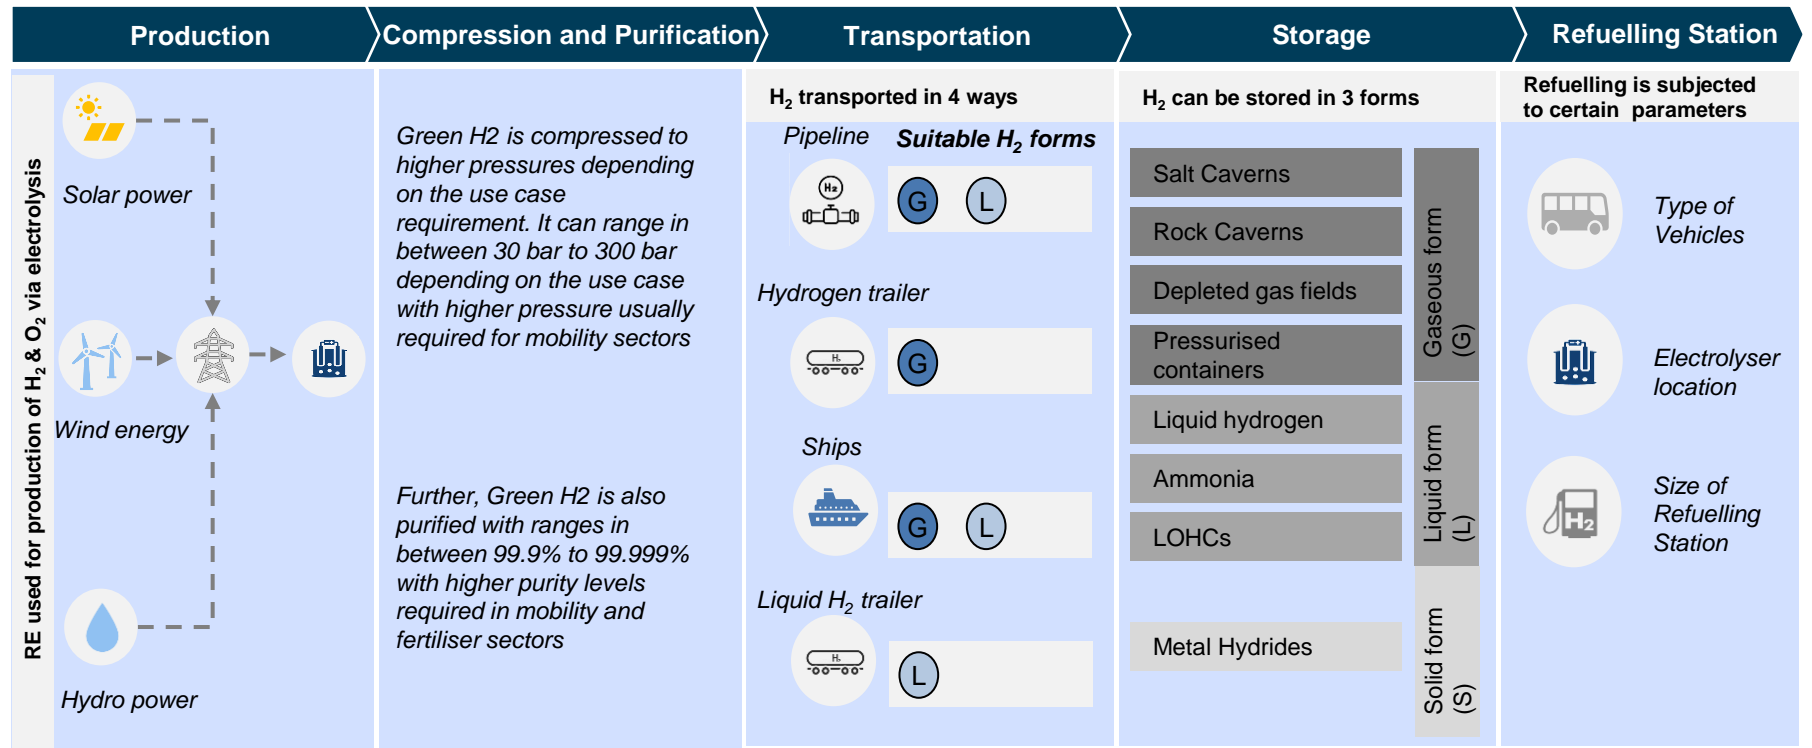 Production
Compression and Purification
Transportation
Storage
Refuelling Station
RE used for production of H₂ & O₂ via electrolysis
Solar power
Wind energy
Hydro power
Green H2 is compressed to
higher pressures depending
on the use case
requirement. It can range in
between 30 bar to 300 bar
depending on the use case
with higher pressure usually
required for mobility sectors
Further, Green H2 is also
purified with ranges in
between 99.9% to 99.999%
with higher purity levels
required in mobility and
fertiliser sectors
H₂ transported in 4 ways
Pipeline
Suitable H₂ forms
H₂
G
L
Hydrogen trailer
G
Ships
G
L
Liquid H₂ trailer
L
H₂ can be stored in 3 forms
Salt Caverns
Rock Caverns
Depleted gas fields
Pressurised
containers
Gaseous form
(G)
Liquid hydrogen
Ammonia
LOHCs
Liquid form
(L)
Metal Hydrides
Solid form
(S)
Refuelling is subjected
to certain parameters
Type of
Vehicles
Electrolyser
location
H2
Size of
Refuelling
Station